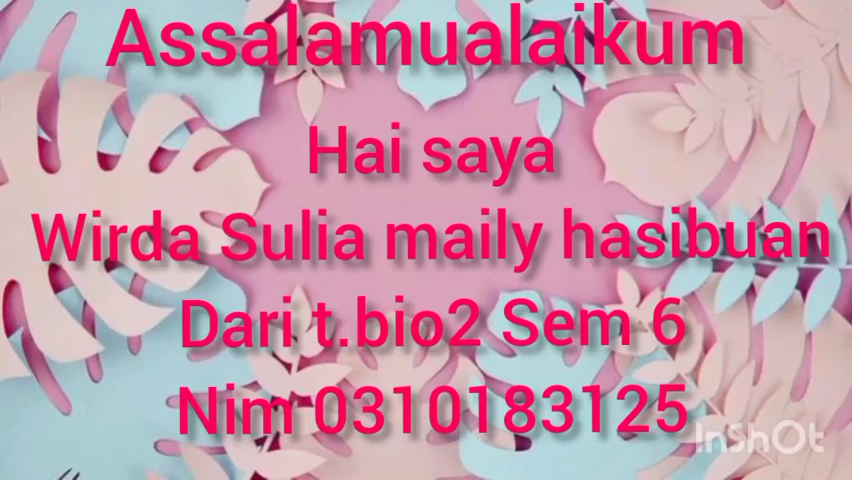 Assalamualaikum
Hai saya
Wirda Sulia maily hasibuan
Dari t.bio2 Sem 6
Nim 0310183125
InShOt